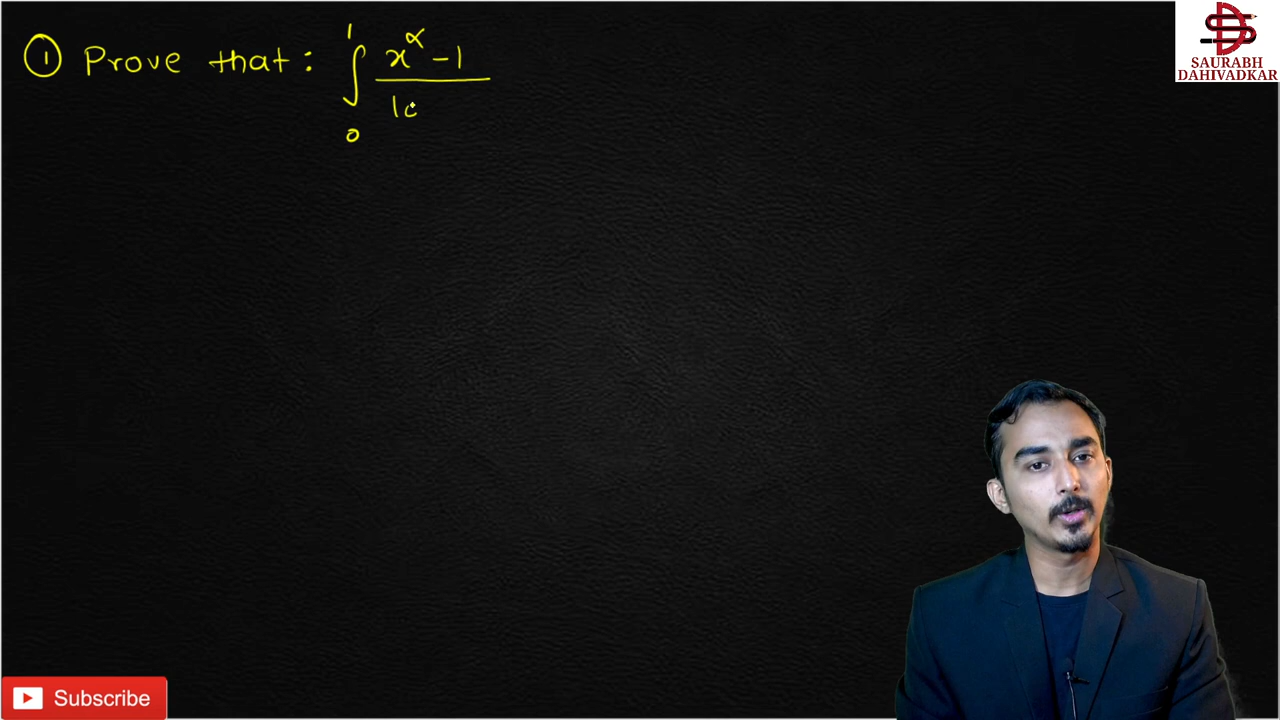 ① Prove that : ∫₀¹ (x^α − 1) / lo
SAURABH
DAHIVADKAR
Subscribe